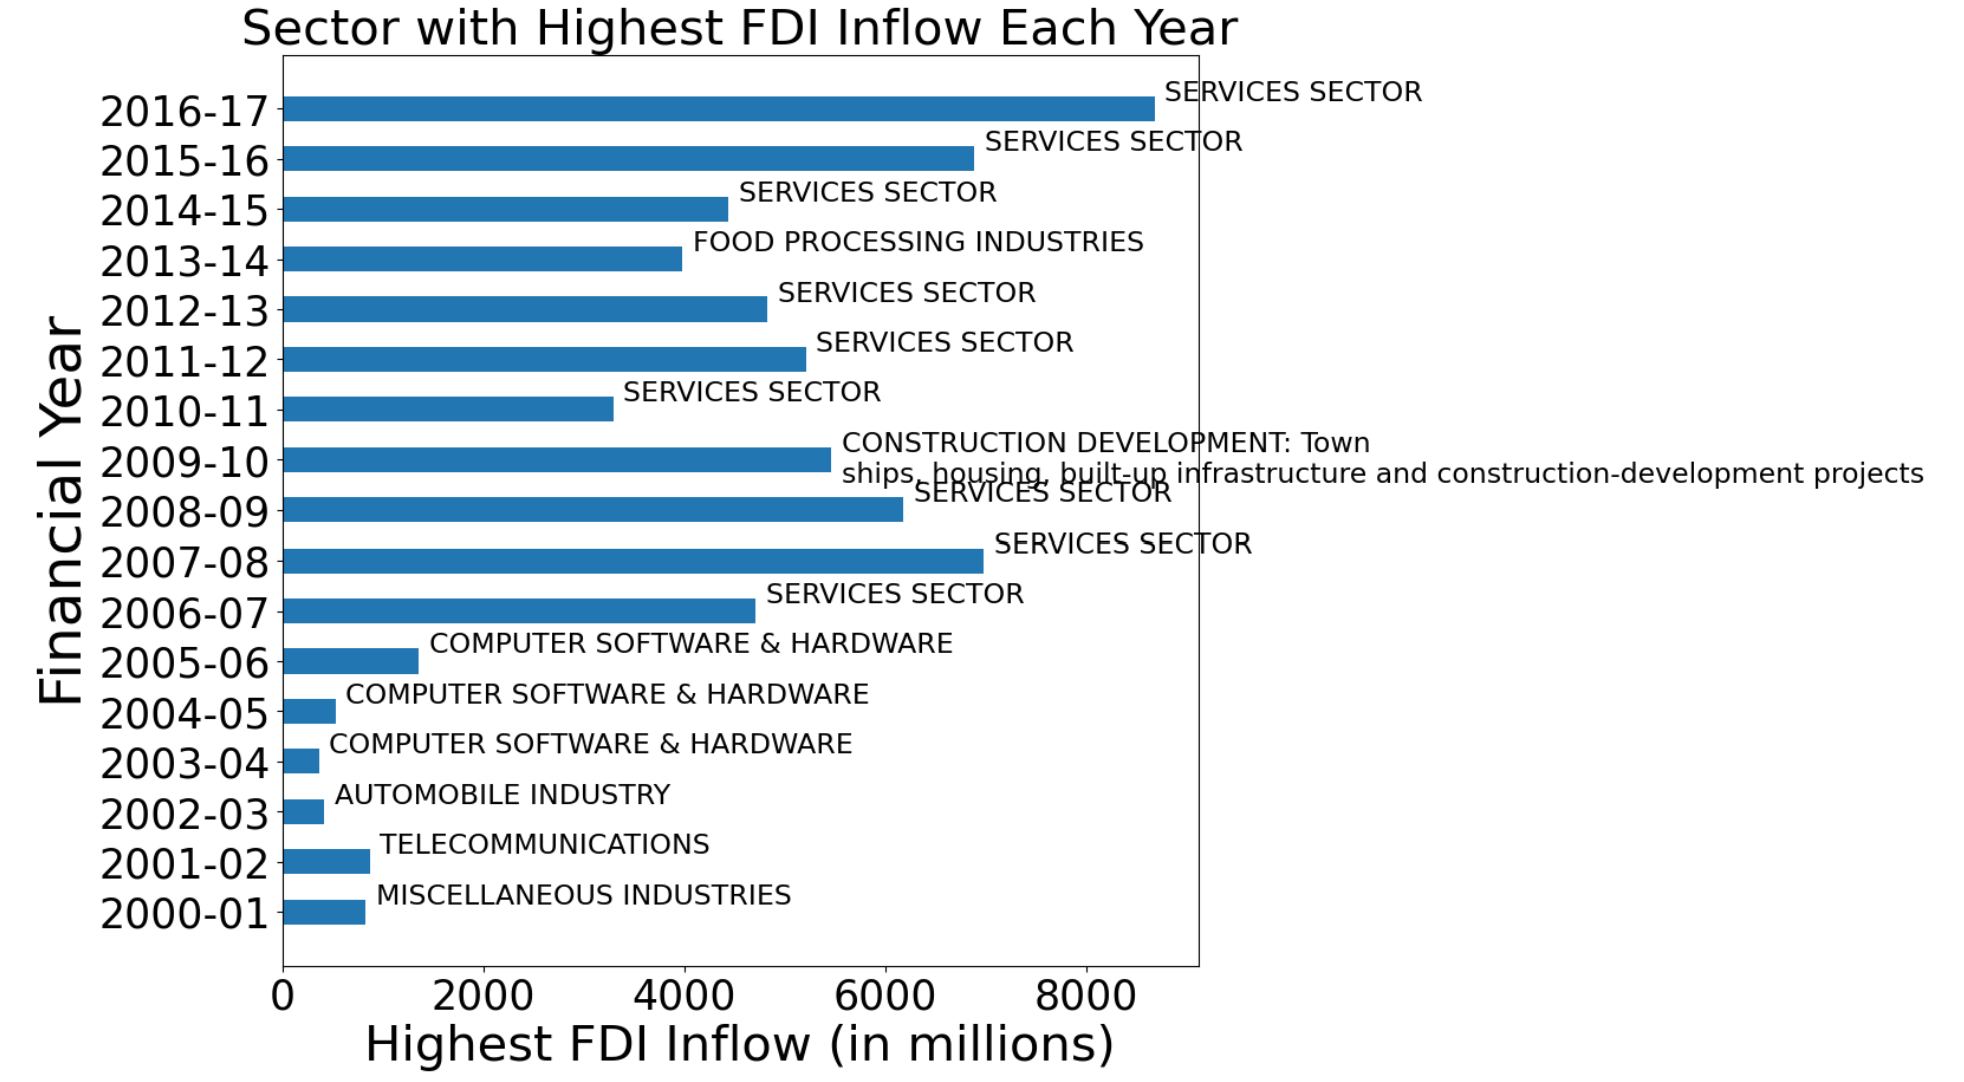 Sector with Highest FDI Inflow Each Year
2016-17
SERVICES SECTOR
2015-16
SERVICES SECTOR
2014-15
SERVICES SECTOR
2013-14
FOOD PROCESSING INDUSTRIES
2012-13
SERVICES SECTOR
2011-12
SERVICES SECTOR
2010-11
SERVICES SECTOR
2009-10
CONSTRUCTION DEVELOPMENT: Town
ships, housing, built-up infrastructure and construction-development projects
2008-09
SERVICES SECTOR
2007-08
SERVICES SECTOR
2006-07
SERVICES SECTOR
2005-06
COMPUTER SOFTWARE & HARDWARE
2004-05
COMPUTER SOFTWARE & HARDWARE
2003-04
COMPUTER SOFTWARE & HARDWARE
2002-03
AUTOMOBILE INDUSTRY
2001-02
TELECOMMUNICATIONS
2000-01
MISCELLANEOUS INDUSTRIES
Financial Year
0 2000 4000 6000 8000
Highest FDI Inflow (in millions)